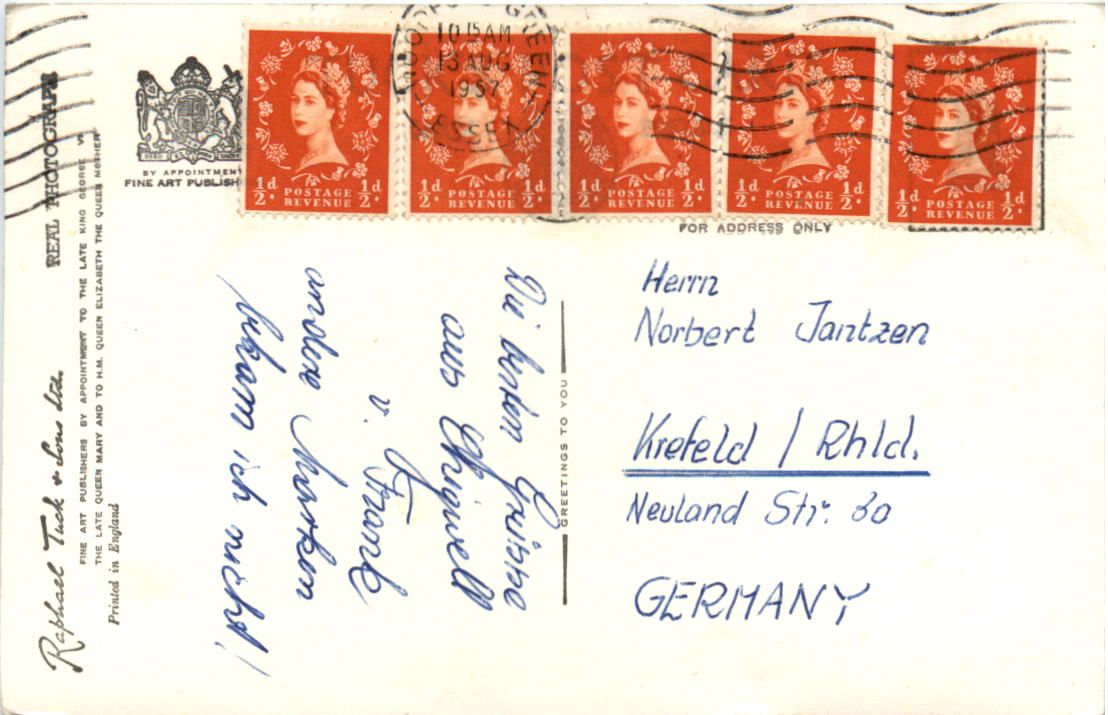 REAL PHOTOGRAPH
Raphael Tuck & Sons Ltd.
FINE ART PUBLISHERS BY APPOINTMENT TO THE LATE KING GEORGE VI
THE LATE QUEEN MARY AND TO H.M. QUEEN ELIZABETH THE QUEEN MOTHER
Printed in England
BY APPOINTMENT
FINE ART PUBLISH
1/2d POSTAGE REVENUE 1/2d
1/2d POSTAGE REVENUE 1/2d
1/2d POSTAGE REVENUE 1/2d
1/2d POSTAGE REVENUE 1/2d
1/2d POSTAGE REVENUE 1/2d
10 15 AM
13 AUG
1957
ESSEX
FOR ADDRESS ONLY
Die besten Grüsse
aus Chigwell
v. Frank
andere Marken
bekam ich nicht!
GREETINGS TO YOU
Herrn
Norbert Jantzen
Krefeld / Rhld.
Neuland Str. 60
GERMANY